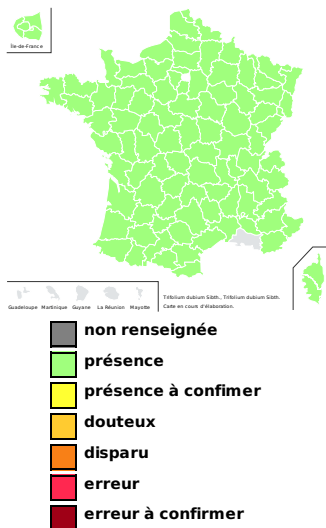 Île-de-France
Guadeloupe Martinique Guyane La Réunion Mayotte
Trifolium dubium Sibth., Trifolium dubium Sibth.
Carte en cours d'élaboration.
non renseignée
présence
présence à confimer
douteux
disparu
erreur
erreur à confirmer